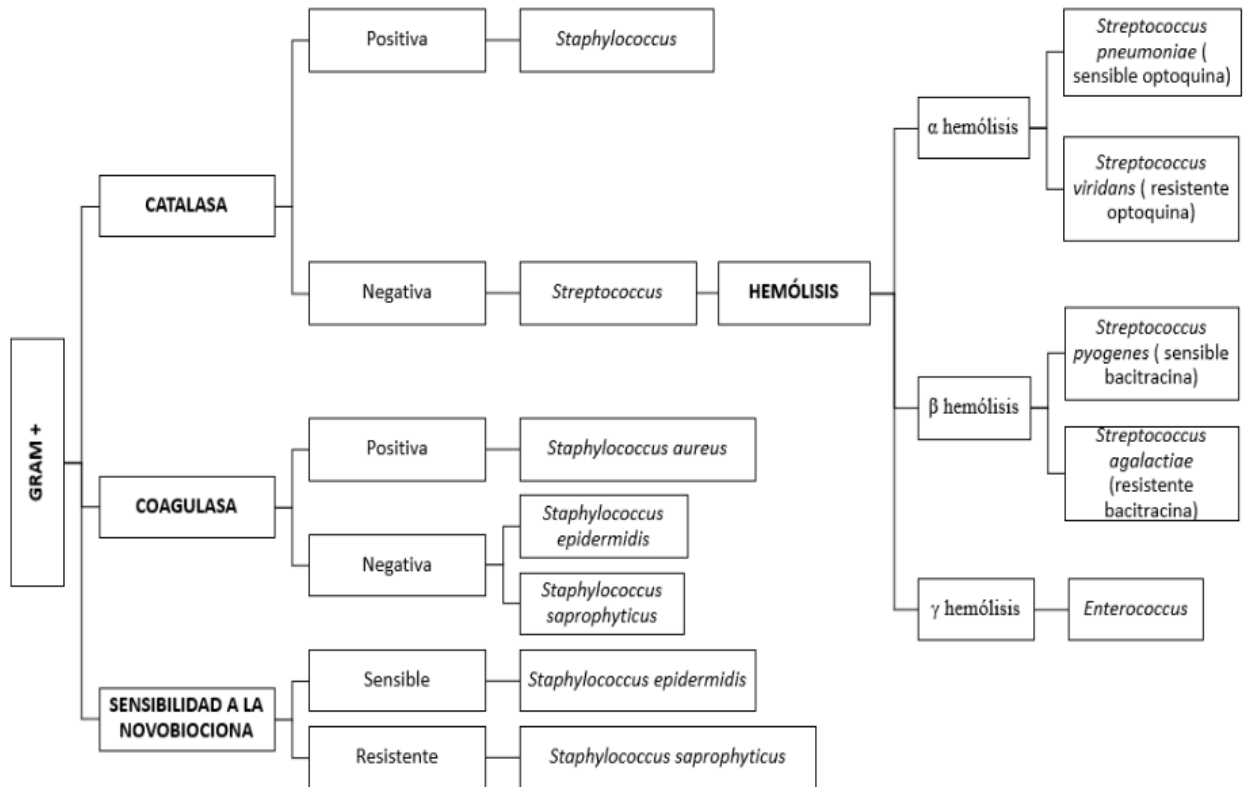 GRAM +
CATALASA
Positiva
Staphylococcus
Negativa
Streptococcus
HEMÓLISIS
α hemólisis
Streptococcus
pneumoniae (
sensible optoquina)
Streptococcus
viridans ( resistente
optoquina)
β hemólisis
Streptococcus
pyogenes ( sensible
bacitracina)
Streptococcus
agalactiae
(resistente
bacitracina)
γ hemólisis
Enterococcus
COAGULASA
Positiva
Staphylococcus aureus
Negativa
Staphylococcus
epidermidis
Staphylococcus
saprophyticus
SENSIBILIDAD A LA
NOVOBIOCIONA
Sensible
Staphylococcus epidermidis
Resistente
Staphylococcus saprophyticus